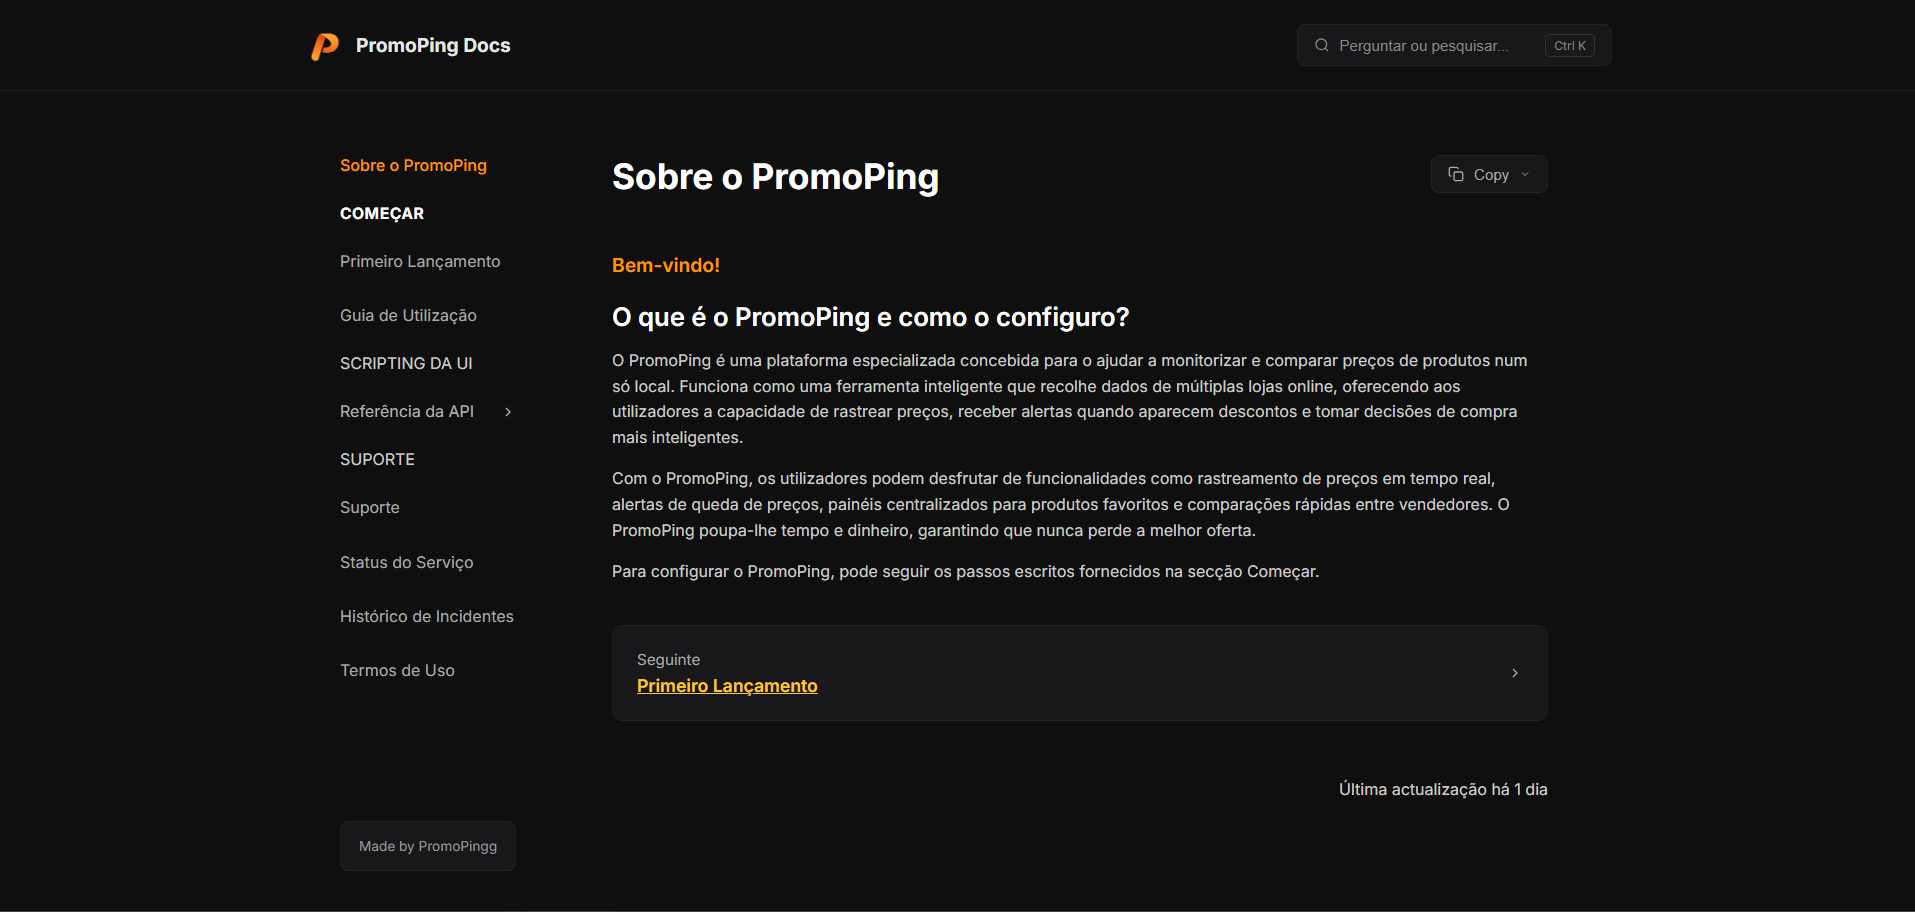 PromoPing Docs
Perguntar ou pesquisar...
Ctrl K
Sobre o PromoPing
COMEÇAR
Primeiro Lançamento
Guia de Utilização
SCRIPTING DA UI
Referência da API
SUPORTE
Suporte
Status do Serviço
Histórico de Incidentes
Termos de Uso
Made by PromoPingg
Sobre o PromoPing
Copy
Bem-vindo!
O que é o PromoPing e como o configuro?
O PromoPing é uma plataforma especializada concebida para o ajudar a monitorizar e comparar preços de produtos num
só local. Funciona como uma ferramenta inteligente que recolhe dados de múltiplas lojas online, oferecendo aos
utilizadores a capacidade de rastrear preços, receber alertas quando aparecem descontos e tomar decisões de compra
mais inteligentes.
Com o PromoPing, os utilizadores podem desfrutar de funcionalidades como rastreamento de preços em tempo real,
alertas de queda de preços, painéis centralizados para produtos favoritos e comparações rápidas entre vendedores. O
PromoPing poupa-lhe tempo e dinheiro, garantindo que nunca perde a melhor oferta.
Para configurar o PromoPing, pode seguir os passos escritos fornecidos na secção Começar.
Seguinte
Primeiro Lançamento
Última actualização há 1 dia